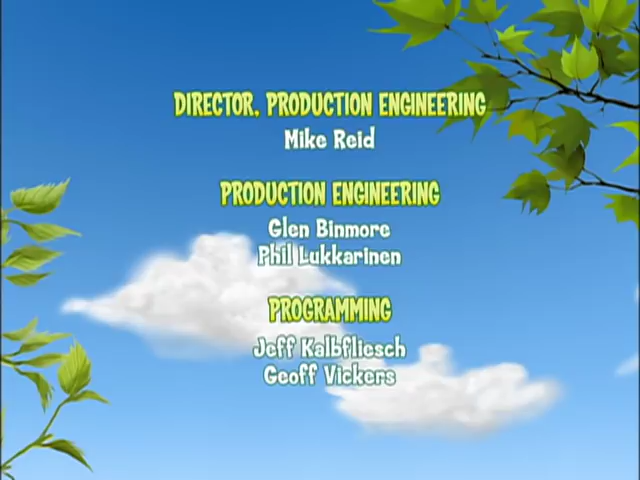 DIRECTOR, PRODUCTION ENGINEERING
Mike Reid
PRODUCTION ENGINEERING
Glen Binmore
Phil Lukkarinen
PROGRAMMING
Jeff Kalbfliesch
Geoff Vickers